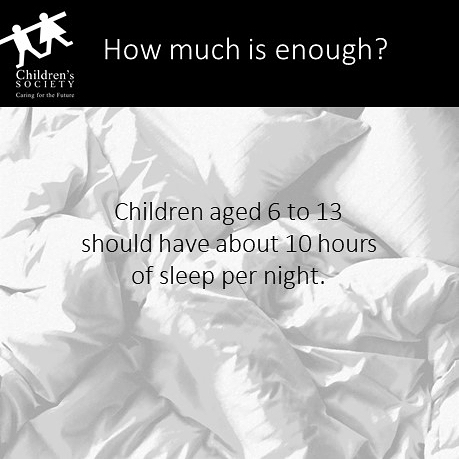 How much is enough?
Children's
SOCIETY
Caring for the Future
Children aged 6 to 13
should have about 10 hours
of sleep per night.